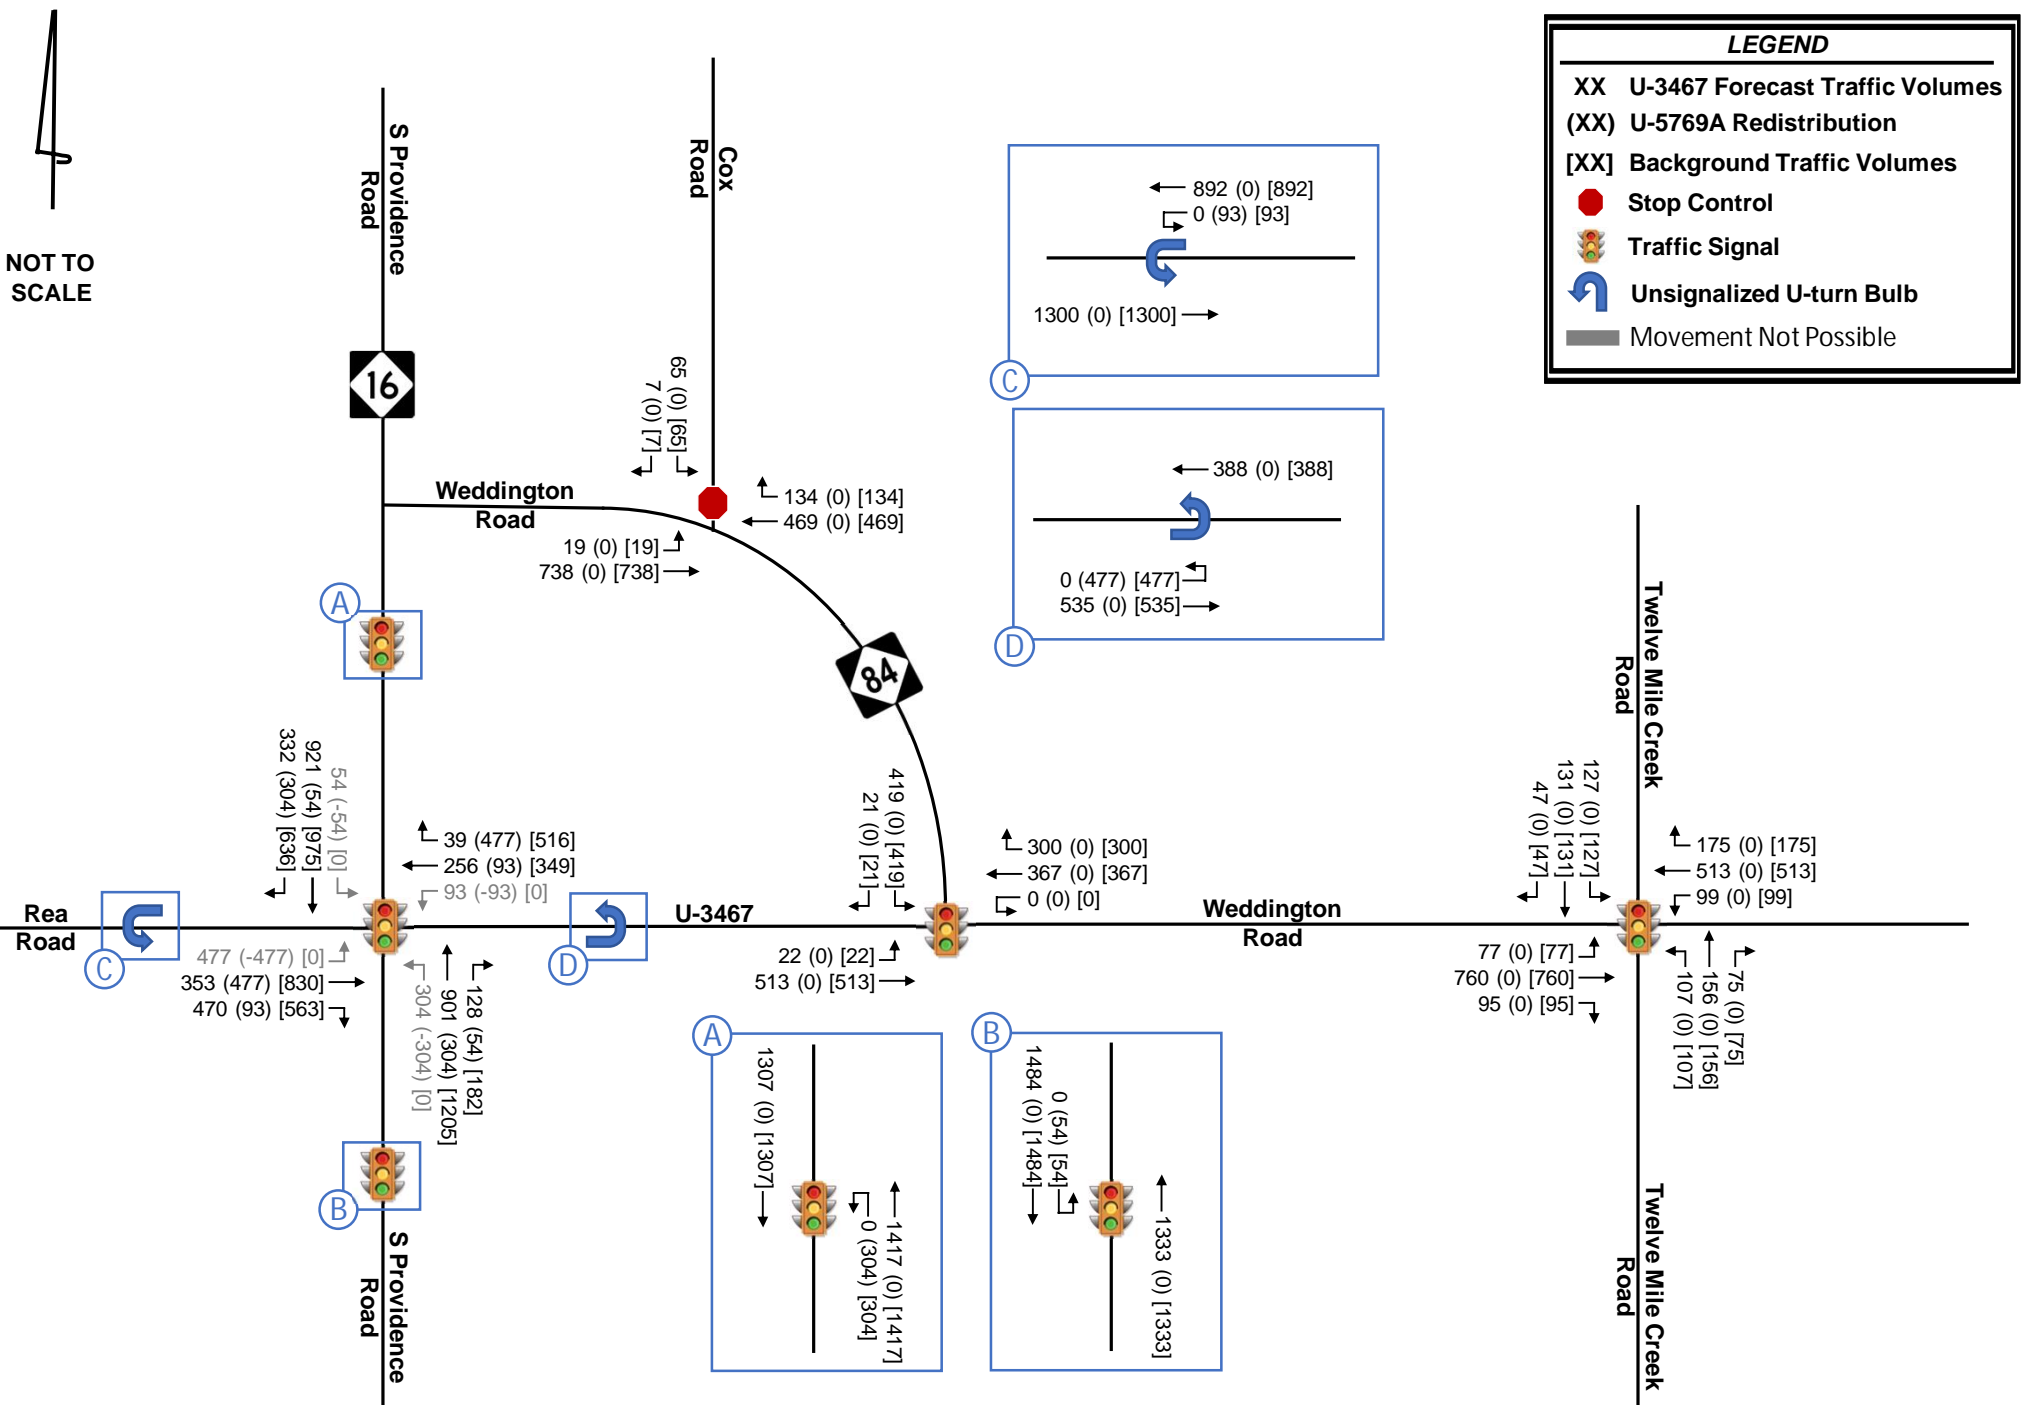 LEGEND
XX U-3467 Forecast Traffic Volumes
(XX) U-5769A Redistribution
[XX] Background Traffic Volumes
Stop Control
Traffic Signal
Unsignalized U-turn Bulb
Movement Not Possible
NOT TO
SCALE
S Providence
Road
16
Cox
Road
892 (0) [892]
0 (93) [93]
1300 (0) [1300]
C
388 (0) [388]
0 (477) [477]
535 (0) [535]
D
65 (0) [65]
7 (0) [7]
Weddington
Road
134 (0) [134]
469 (0) [469]
19 (0) [19]
738 (0) [738]
A
84
Twelve Mile Creek
Road
54 (-54) [0]
921 (54) [975]
332 (304) [636]
39 (477) [516]
256 (93) [349]
93 (-93) [0]
419 (0) [419]
21 (0) [21]
300 (0) [300]
367 (0) [367]
0 (0) [0]
127 (0) [127]
131 (0) [131]
47 (0) [47]
175 (0) [175]
513 (0) [513]
99 (0) [99]
Rea
Road
U-3467
Weddington
Road
C
D
477 (-477) [0]
353 (477) [830]
470 (93) [563]
128 (54) [182]
901 (304) [1205]
304 (-304) [0]
22 (0) [22]
513 (0) [513]
77 (0) [77]
760 (0) [760]
95 (0) [95]
75 (0) [75]
156 (0) [156]
107 (0) [107]
B
S Providence
Road
A
1307 (0) [1307]
1417 (0) [1417]
0 (304) [304]
B
0 (54) [54]
1484 (0) [1484]
1333 (0) [1333]
Twelve Mile Creek
Road